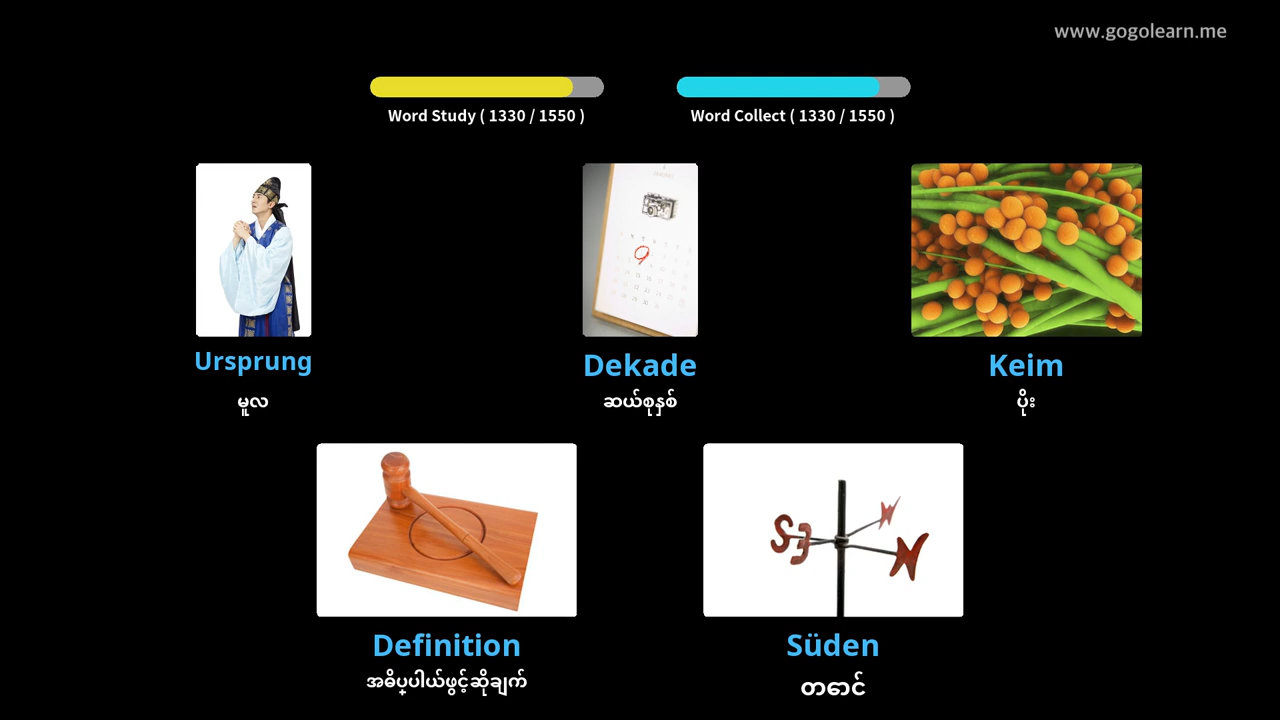 www.gogolearn.me
Word Study ( 1330 / 1550 )
Word Collect ( 1330 / 1550 )
Ursprung
မူလ
Dekade
ဆယ်စုနှစ်
Keim
ပိုး
Definition
အဓိပ္ပါယ်ဖွင့်ဆိုချက်
Süden
တောင်